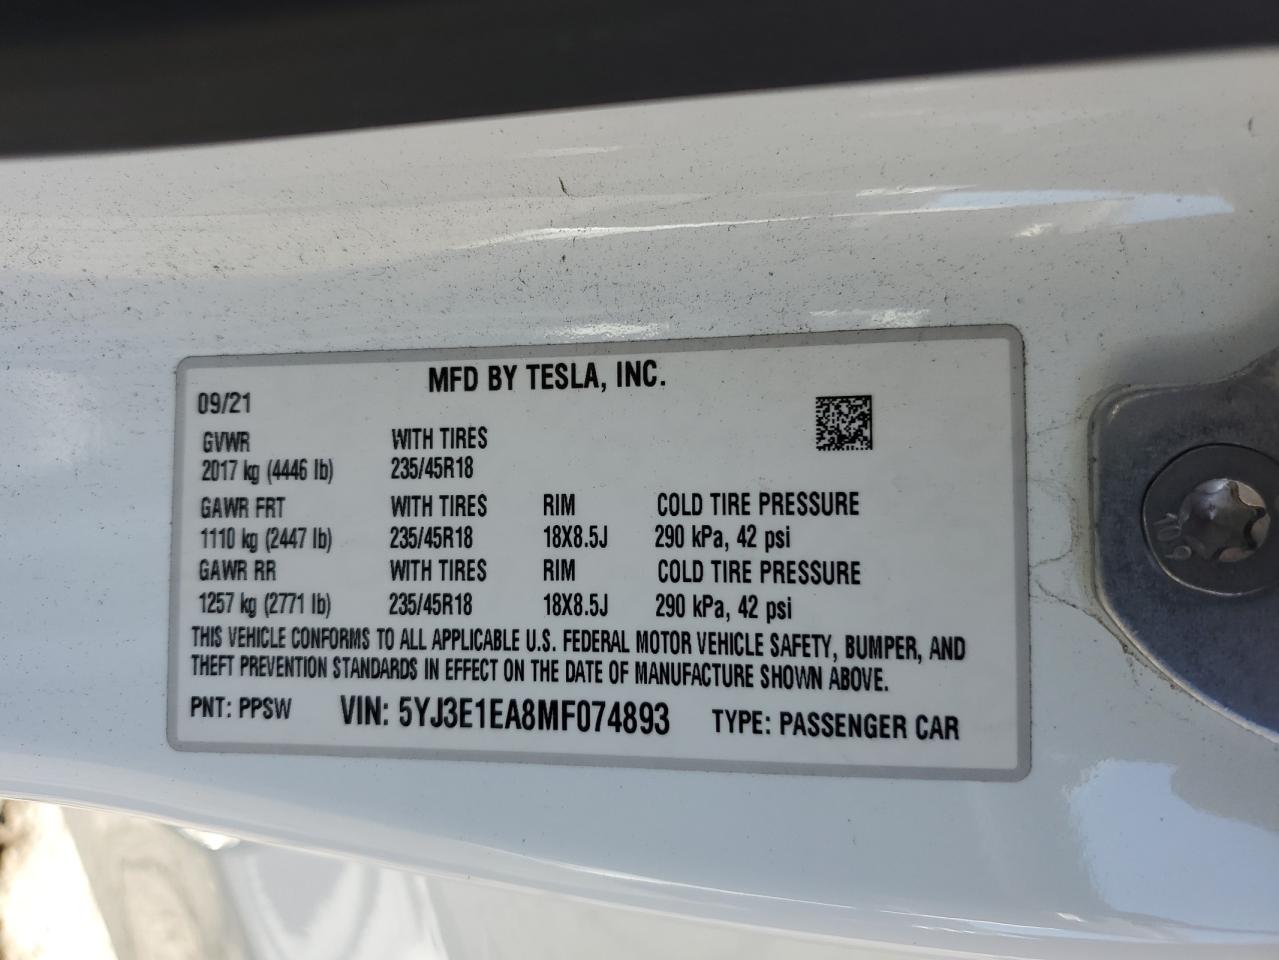 MFD BY TESLA, INC.
09/21
GVWR WITH TIRES
2017 kg (4446 lb) 235/45R18
GAWR FRT WITH TIRES RIM COLD TIRE PRESSURE
1110 kg (2447 lb) 235/45R18 18X8.5J 290 kPa, 42 psi
GAWR RR WITH TIRES RIM COLD TIRE PRESSURE
1257 kg (2771 lb) 235/45R18 18X8.5J 290 kPa, 42 psi
THIS VEHICLE CONFORMS TO ALL APPLICABLE U.S. FEDERAL MOTOR VEHICLE SAFETY, BUMPER, AND
THEFT PREVENTION STANDARDS IN EFFECT ON THE DATE OF MANUFACTURE SHOWN ABOVE.
PNT: PPSW VIN: 5YJ3E1EA8MF074893 TYPE: PASSENGER CAR